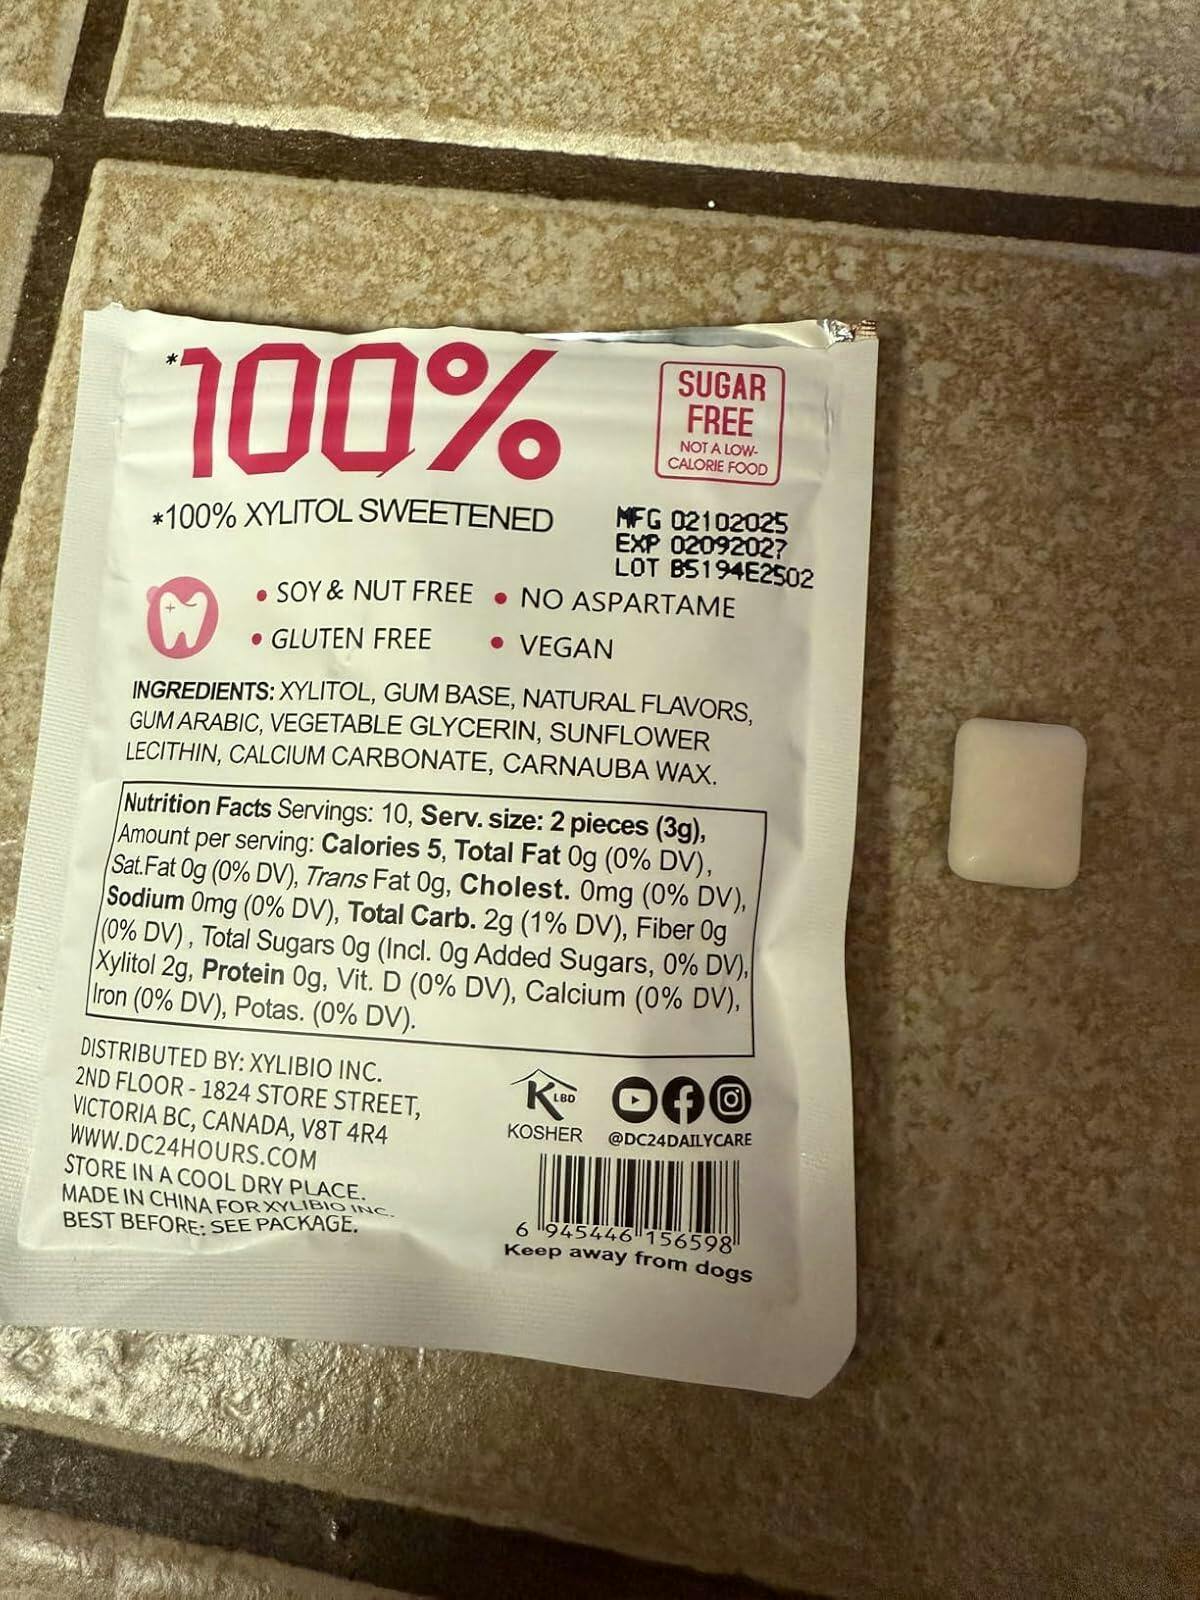 *100%
SUGAR
FREE
NOT A LOW-
CALORIE FOOD
*100% XYLITOL SWEETENED
MFG 02102025
EXP 02092027
LOT B5194E2502
• SOY & NUT FREE • NO ASPARTAME
• GLUTEN FREE • VEGAN
INGREDIENTS: XYLITOL, GUM BASE, NATURAL FLAVORS,
GUM ARABIC, VEGETABLE GLYCERIN, SUNFLOWER
LECITHIN, CALCIUM CARBONATE, CARNAUBA WAX.
Nutrition Facts Servings: 10, Serv. size: 2 pieces (3g),
Amount per serving: Calories 5, Total Fat 0g (0% DV),
Sat.Fat 0g (0% DV), Trans Fat 0g, Cholest. 0mg (0% DV),
Sodium 0mg (0% DV), Total Carb. 2g (1% DV), Fiber 0g
(0% DV), Total Sugars 0g (Incl. 0g Added Sugars, 0% DV),
Xylitol 2g, Protein 0g, Vit. D (0% DV), Calcium (0% DV),
Iron (0% DV), Potas. (0% DV).
DISTRIBUTED BY: XYLIBIO INC.
2ND FLOOR - 1824 STORE STREET,
VICTORIA BC, CANADA, V8T 4R4
WWW.DC24HOURS.COM
STORE IN A COOL DRY PLACE.
MADE IN CHINA FOR XYLIBIO INC.
BEST BEFORE: SEE PACKAGE.
K LBD
KOSHER
@DC24DAILYCARE
6 945446 156598
Keep away from dogs